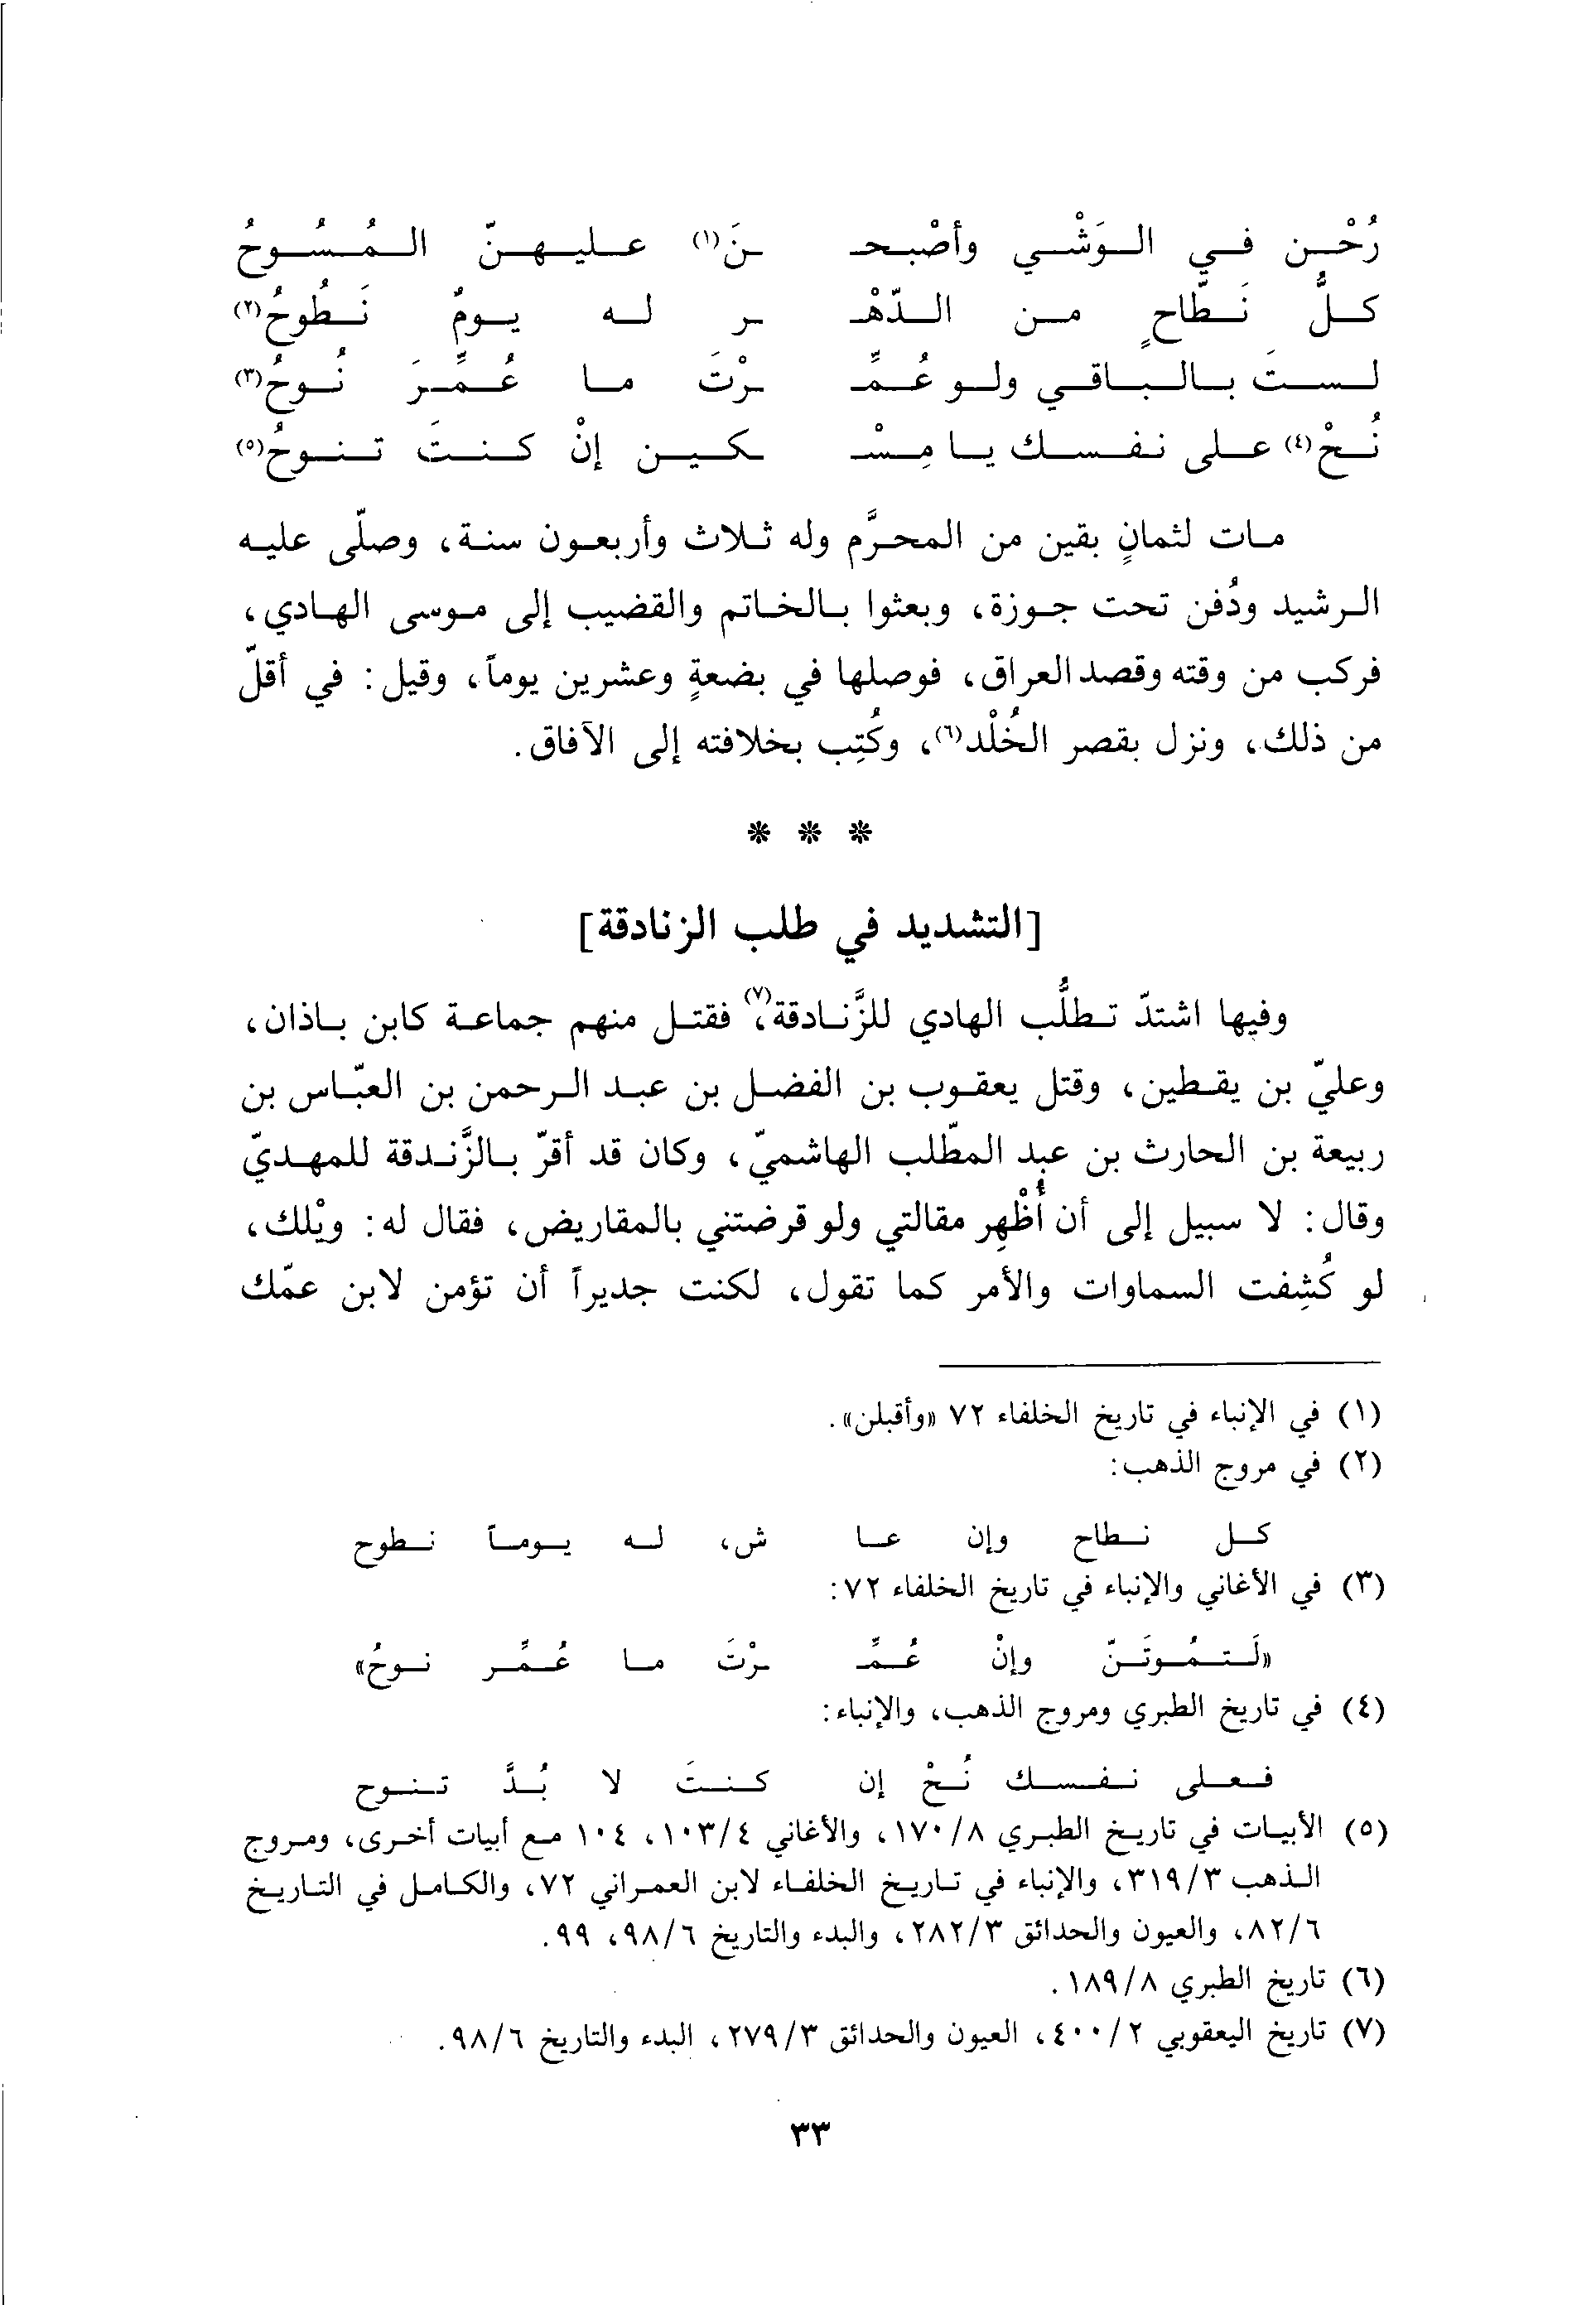 رُحْن في الوَشْي وأصْبحـ ـنَ(١) عليهنّ المُسُوحُ
كلُّ نَطَّاحٍ من الدّهْـ ـر له يومٌ نَطُوحُ(٢)
لستَ بالباقي ولو عُمِّـ ـرْتَ ما عُمِّرَ نُوحُ(٣)
نُحْ(٤) على نفسك يا مِسْـ ـكين إنْ كنتَ تنوحُ(٥)
مات لثمانٍ بقين من المحرَّم وله ثلاث وأربعون سنة، وصلّى عليه
الرشيد ودُفن تحت جوزة، وبعثوا بالخاتم والقضيب إلى موسى الهادي،
فركب من وقته وقصد العراق، فوصلها في بضعةٍ وعشرين يوماً، وقيل: في أقلّ
من ذلك، ونزل بقصر الخُلْد(٦)، وكُتِب بخلافته إلى الآفاق.
* * *
[التشديد في طلب الزنادقة]
وفيها اشتدّ تطلُّب الهادي للزَّنادقة(٧)، فقتل منهم جماعة كابن باذان،
وعليّ بن يقطين، وقتل يعقوب بن الفضل بن عبد الرحمن بن العبّاس بن
ربيعة بن الحارث بن عبد المطّلب الهاشميّ، وكان قد أقرّ بالزَّندقة للمهديّ
وقال: لا سبيل إلى أن أُظْهِر مقالتي ولو قرضتني بالمقاريض، فقال له: ويْلك،
لو كُشِفت السماوات والأمر كما تقول، لكنت جديراً أن تؤمن لابن عمّك
(١) في الإنباء في تاريخ الخلفاء ٧٢ «وأقبلن».
(٢) في مروج الذهب:
كل نطاح وإن عا ش، له يوماً نطوح
(٣) في الأغاني والإنباء في تاريخ الخلفاء ٧٢:
«لَتمُوتَنّ وإنْ عُمِّـ ـرْتَ ما عُمِّر نوحُ»
(٤) في تاريخ الطبري ومروج الذهب، والإنباء:
فعلى نفسك نُحْ إن كنتَ لا بُدَّ تنوح
(٥) الأبيات في تاريخ الطبري ١٧٠/٨، والأغاني ١٠٣/٤، ١٠٤ مع أبيات أخرى، ومروج
الذهب ٣١٩/٣، والإنباء في تاريخ الخلفاء لابن العمراني ٧٢، والكامل في التاريخ
٨٢/٦، والعيون والحدائق ٢٨٢/٣، والبدء والتاريخ ٩٨/٦، ٩٩.
(٦) تاريخ الطبري ١٨٩/٨.
(٧) تاريخ اليعقوبي ٤٠٠/٢، العيون والحدائق ٢٧٩/٣، البدء والتاريخ ٩٨/٦.
٣٣